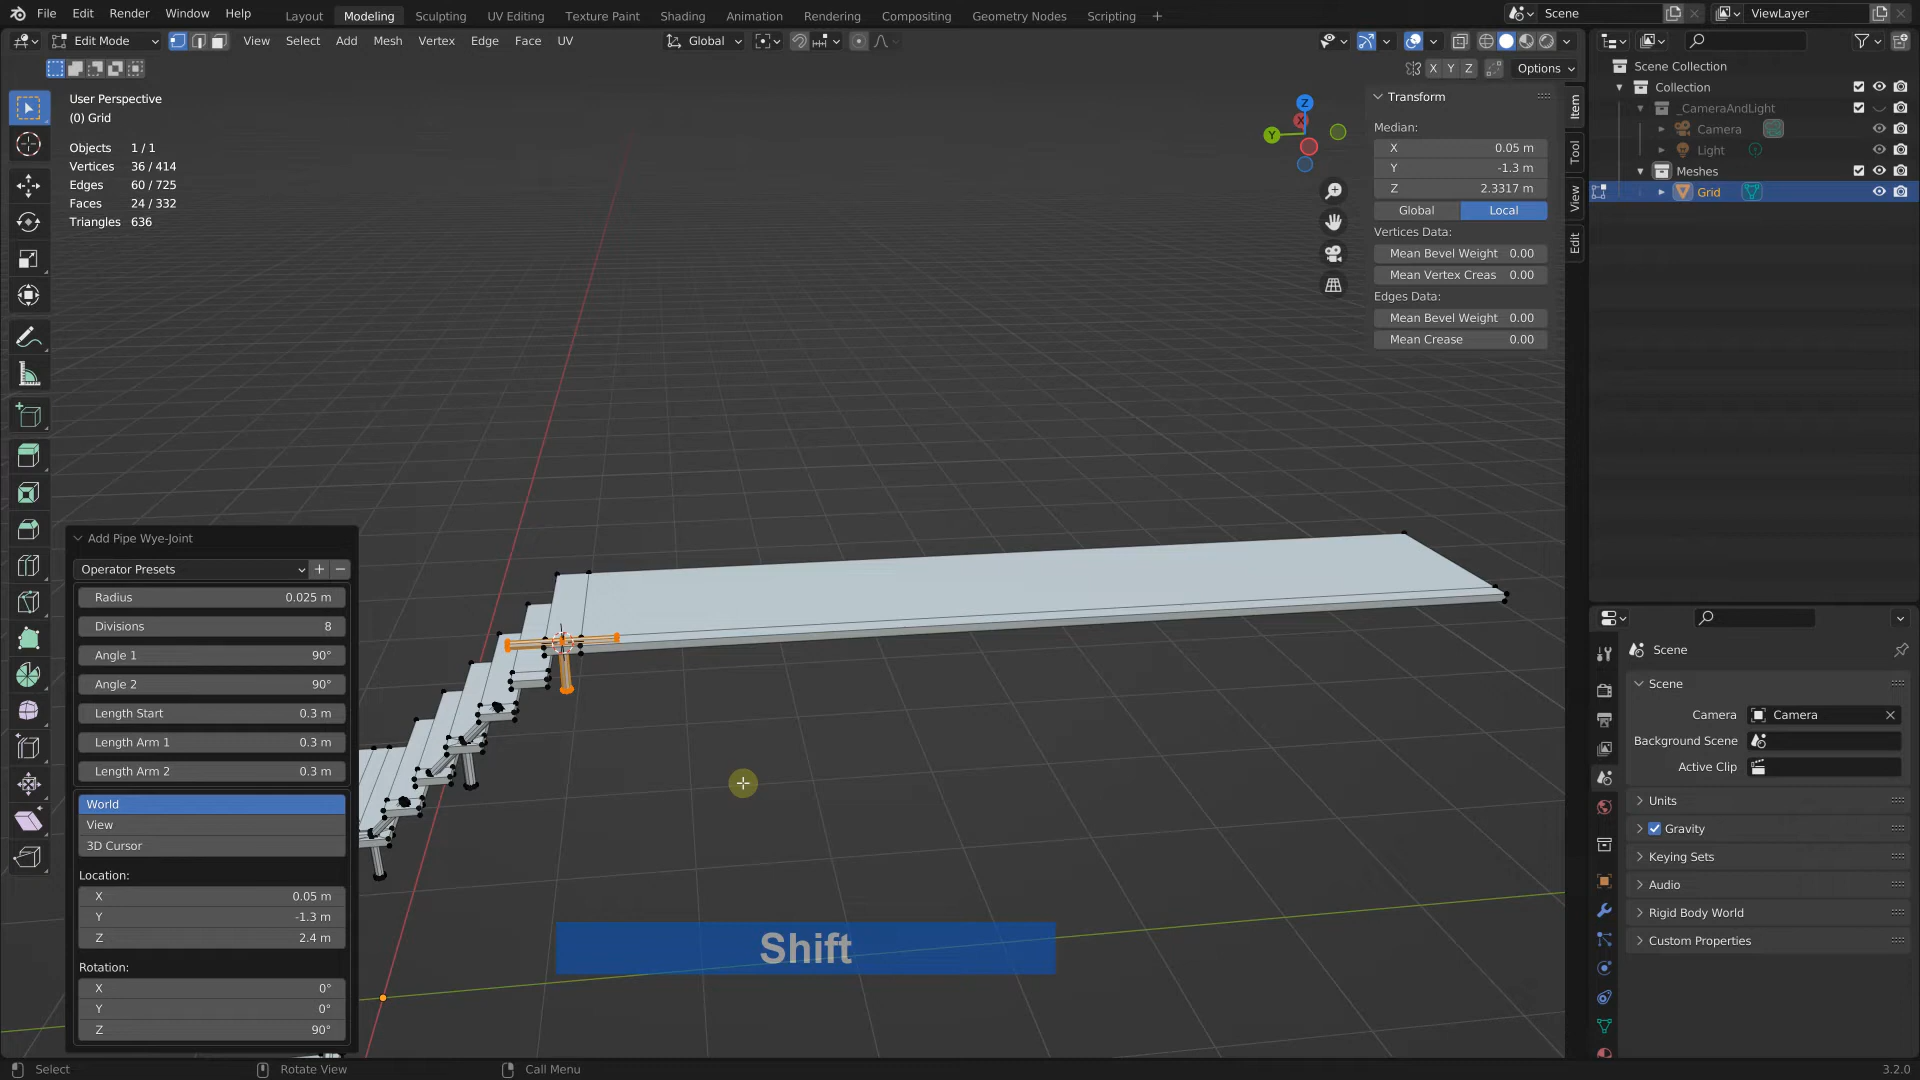 File Edit Render Window Help
Layout Modeling Sculpting UV Editing Texture Paint Shading Animation Rendering Compositing Geometry Nodes Scripting +
Scene
ViewLayer
Edit Mode
View Select Add Mesh Vertex Edge Face UV
Global
X Y Z Options
User Perspective
(0) Grid
Objects 1 / 1
Vertices 36 / 414
Edges 60 / 725
Faces 24 / 332
Triangles 636
Z
X
Y
Transform
Median:
X 0.05 m
Y -1.3 m
Z 2.3317 m
Global Local
Vertices Data:
Mean Bevel Weight 0.00
Mean Vertex Creas 0.00
Edges Data:
Mean Bevel Weight 0.00
Mean Crease 0.00
Item
Tool
View
Edit
Scene Collection
Collection
_CameraAndLight
Camera
Light
Meshes
Grid
Add Pipe Wye-Joint
Operator Presets
Radius 0.025 m
Divisions 8
Angle 1 90°
Angle 2 90°
Length Start 0.3 m
Length Arm 1 0.3 m
Length Arm 2 0.3 m
World
View
3D Cursor
Location:
X 0.05 m
Y -1.3 m
Z 2.4 m
Rotation:
X 0°
Y 0°
Z 90°
Shift
Scene
Scene
Camera Camera
Background Scene
Active Clip
Units
Gravity
Keying Sets
Audio
Rigid Body World
Custom Properties
Select
Rotate View
Call Menu
3.2.0